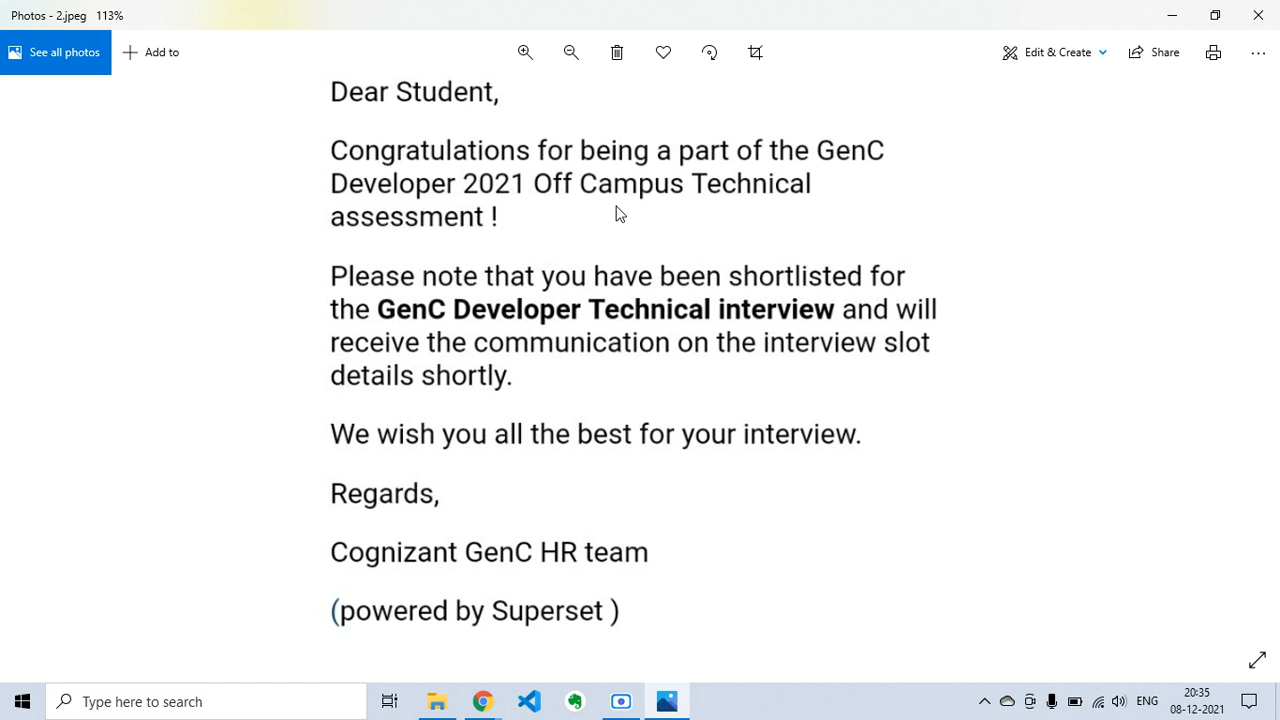 Photos - 2.jpeg 113%
See all photos
Add to
Edit & Create
Share
Dear Student,
Congratulations for being a part of the GenC
Developer 2021 Off Campus Technical
assessment !
Please note that you have been shortlisted for
the GenC Developer Technical interview and will
receive the communication on the interview slot
details shortly.
We wish you all the best for your interview.
Regards,
Cognizant GenC HR team
(powered by Superset )
Type here to search
ENG
20:35
08-12-2021